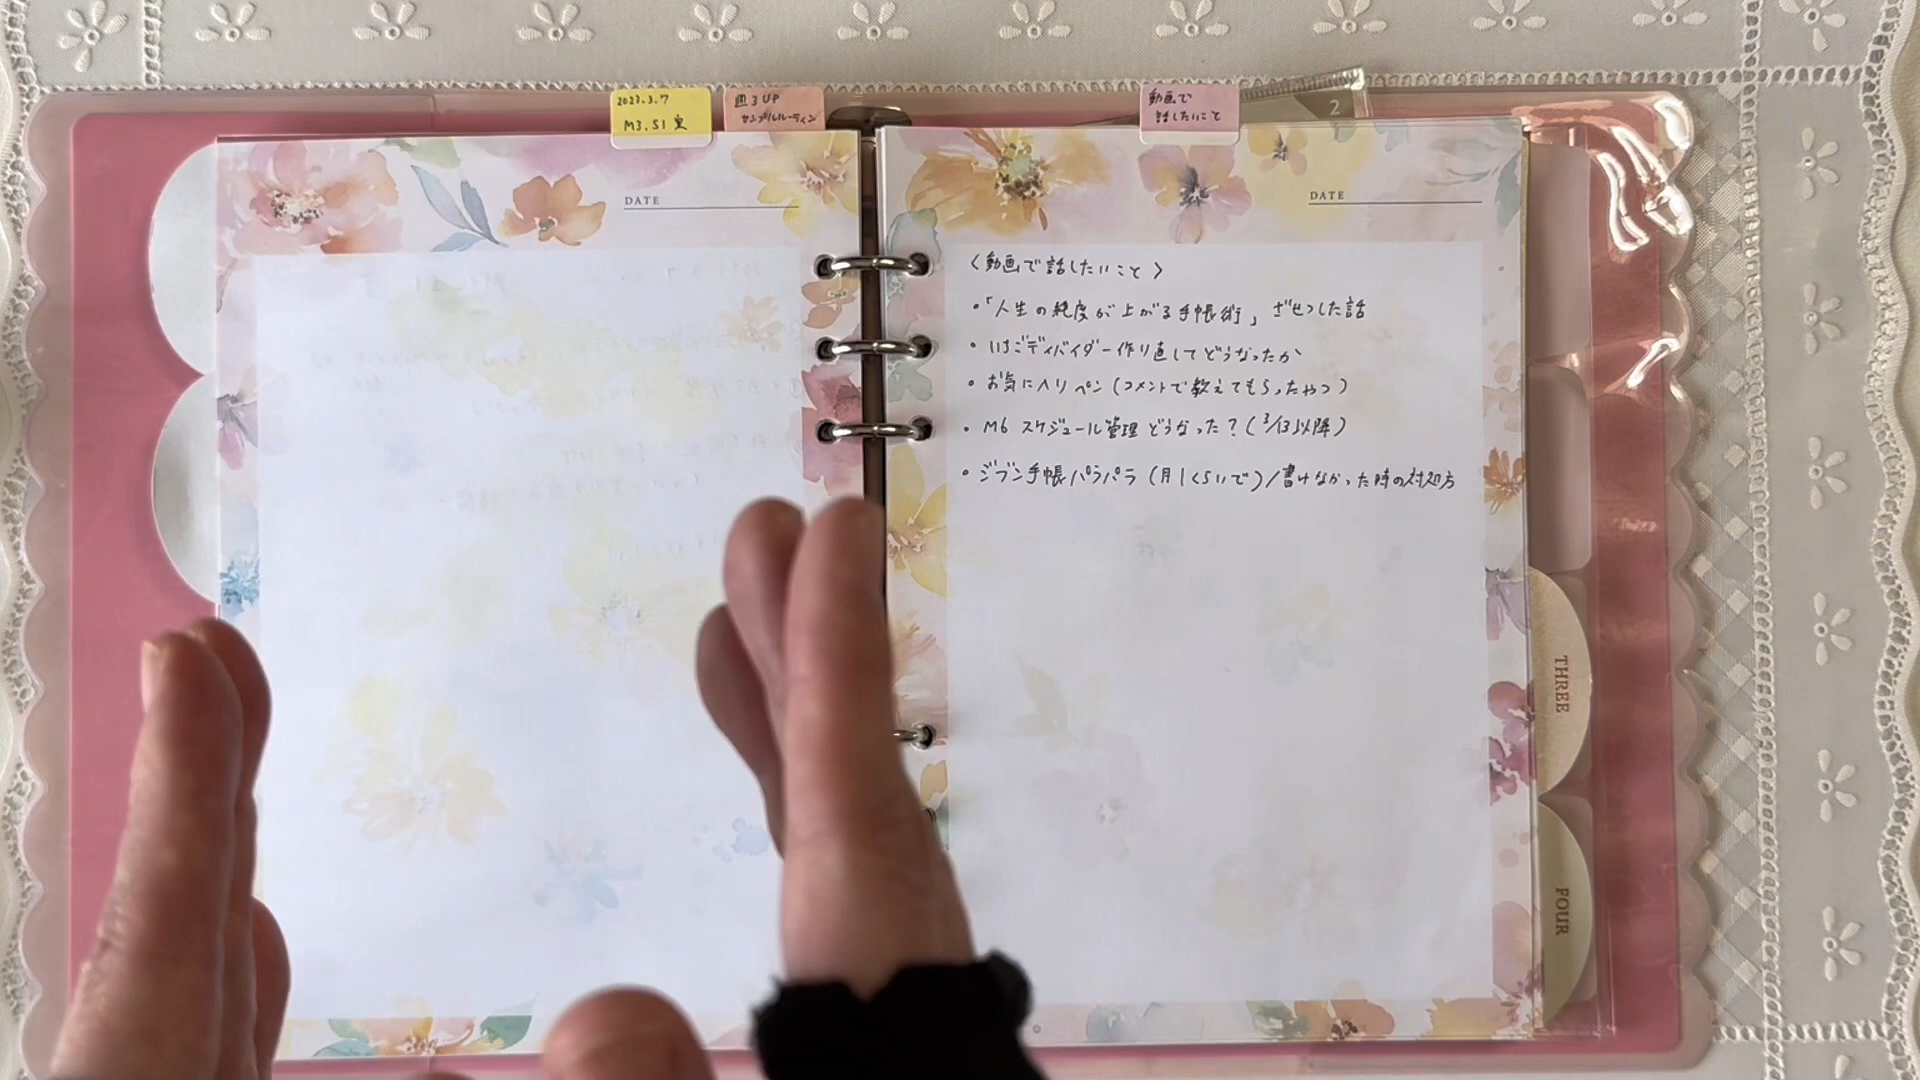 2023.3.7
M3.51 裏
週3UP
サンプルルーティン
動画で
話したいこと
2
DATE
DATE
〈動画で話したいこと〉
・「人生の純度が上がる手帳術」ざせつした話
・いちごディバイダー作り直してどうなったか
・お気に入りペン(コメントで教えてもらったやつ)
・M6 スケジュール管理どうなった?(3/13以降)
・ジブン手帳パラパラ(月1くらいで)/書けなかった時の対処方
THREE
FOUR